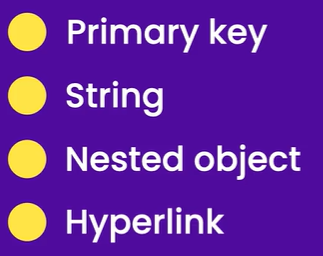 Primary key
String
Nested object
Hyperlink